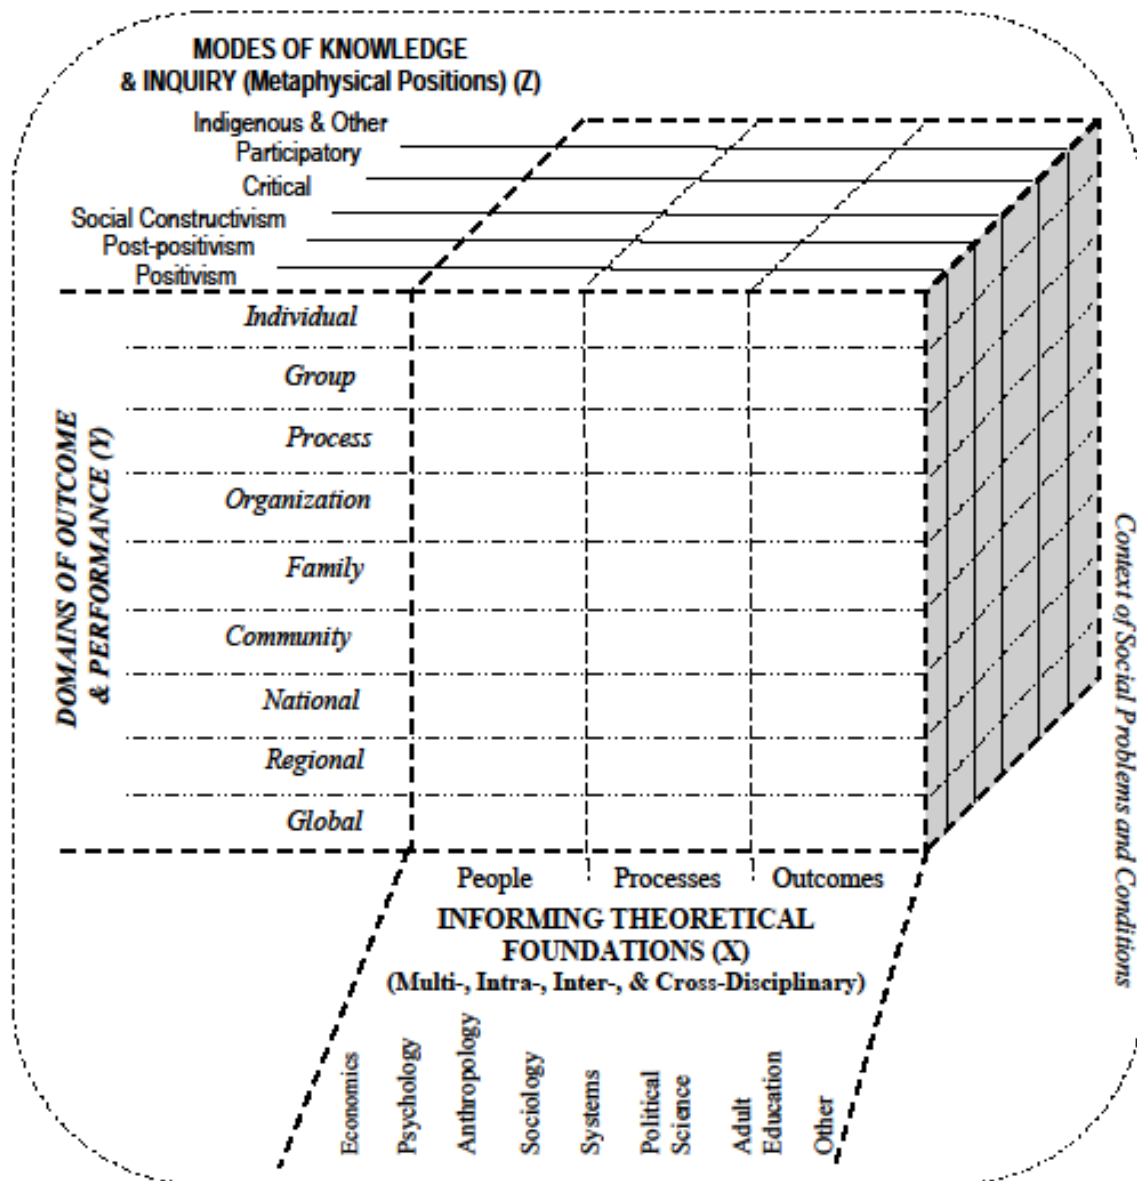 MODES OF KNOWLEDGE
& INQUIRY (Metaphysical Positions) (Z)
Indigenous & Other
Participatory
Critical
Social Constructivism
Post-positivism
Positivism
DOMAINS OF OUTCOME
& PERFORMANCE (Y)
Individual
Group
Process
Organization
Family
Community
National
Regional
Global
Context of Social Problems and Conditions
People
Processes
Outcomes
INFORMING THEORETICAL
FOUNDATIONS (X)
(Multi-, Intra-, Inter-, & Cross-Disciplinary)
Economics
Psychology
Anthropology
Sociology
Systems
Political
Science
Adult
Education
Other